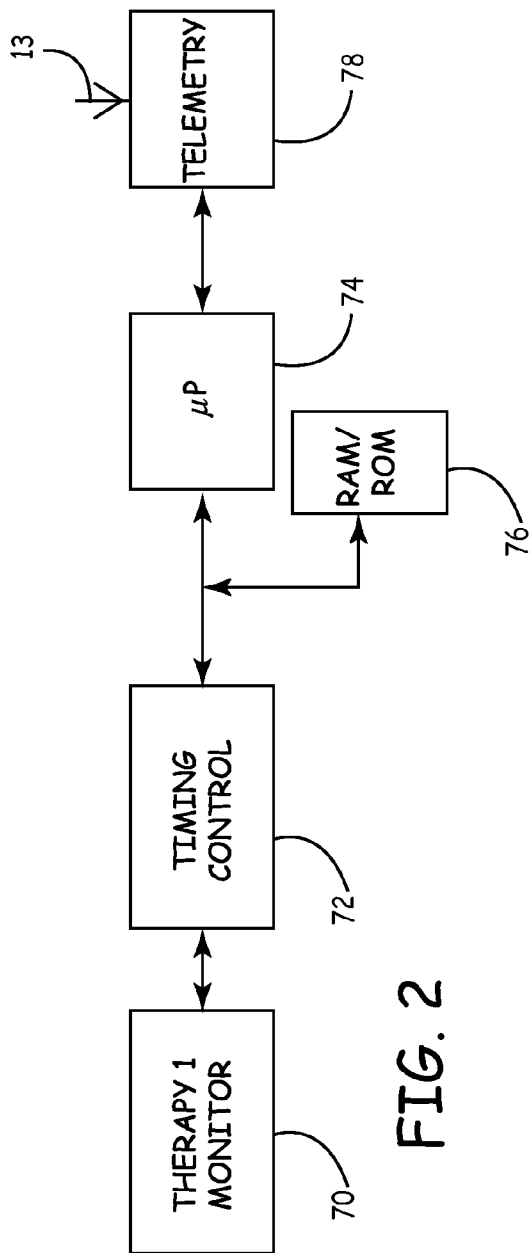 THERAPY 1
MONITOR
70
TIMING
CONTROL
72
µP
74
RAM/
ROM
76
TELEMETRY
78
13
FIG. 2